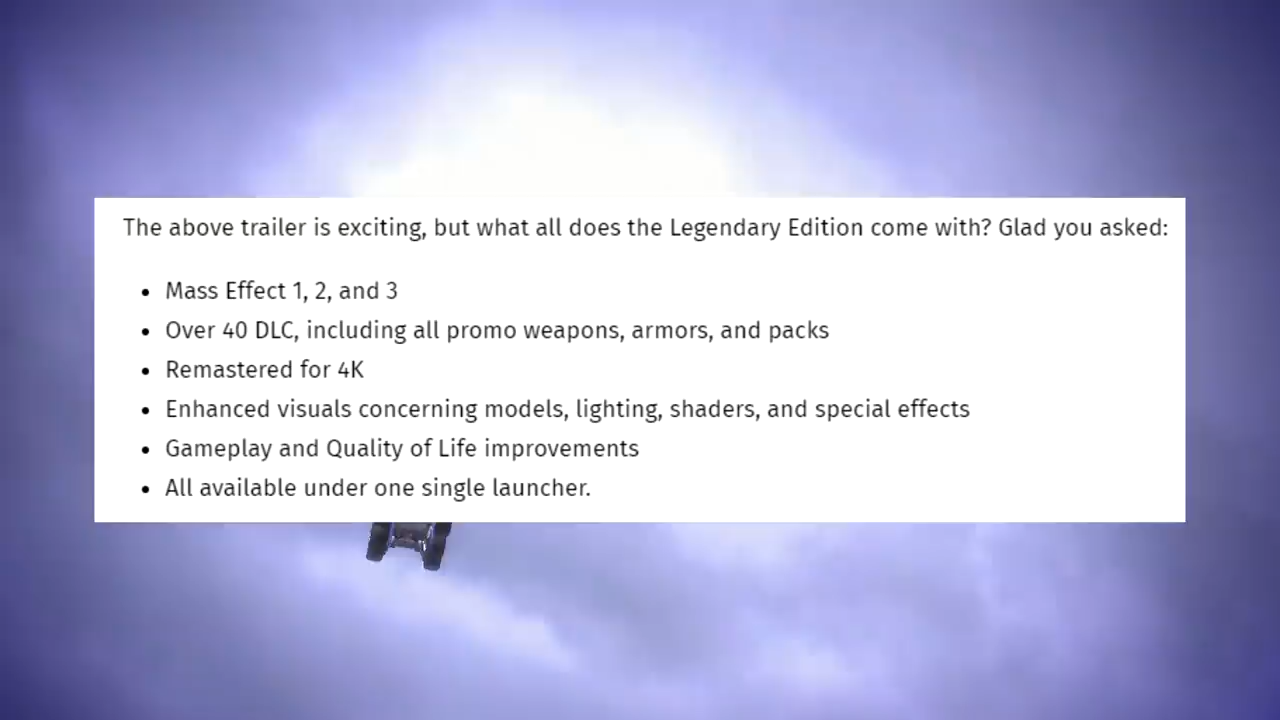 The above trailer is exciting, but what all does the Legendary Edition come with? Glad you asked:
• Mass Effect 1, 2, and 3
• Over 40 DLC, including all promo weapons, armors, and packs
• Remastered for 4K
• Enhanced visuals concerning models, lighting, shaders, and special effects
• Gameplay and Quality of Life improvements
• All available under one single launcher.